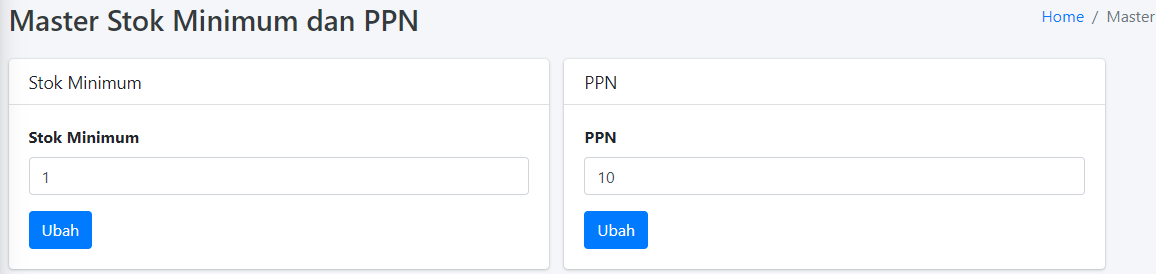 Master Stok Minimum dan PPN
Home / Master
Stok Minimum
Stok Minimum
1
Ubah
PPN
PPN
10
Ubah